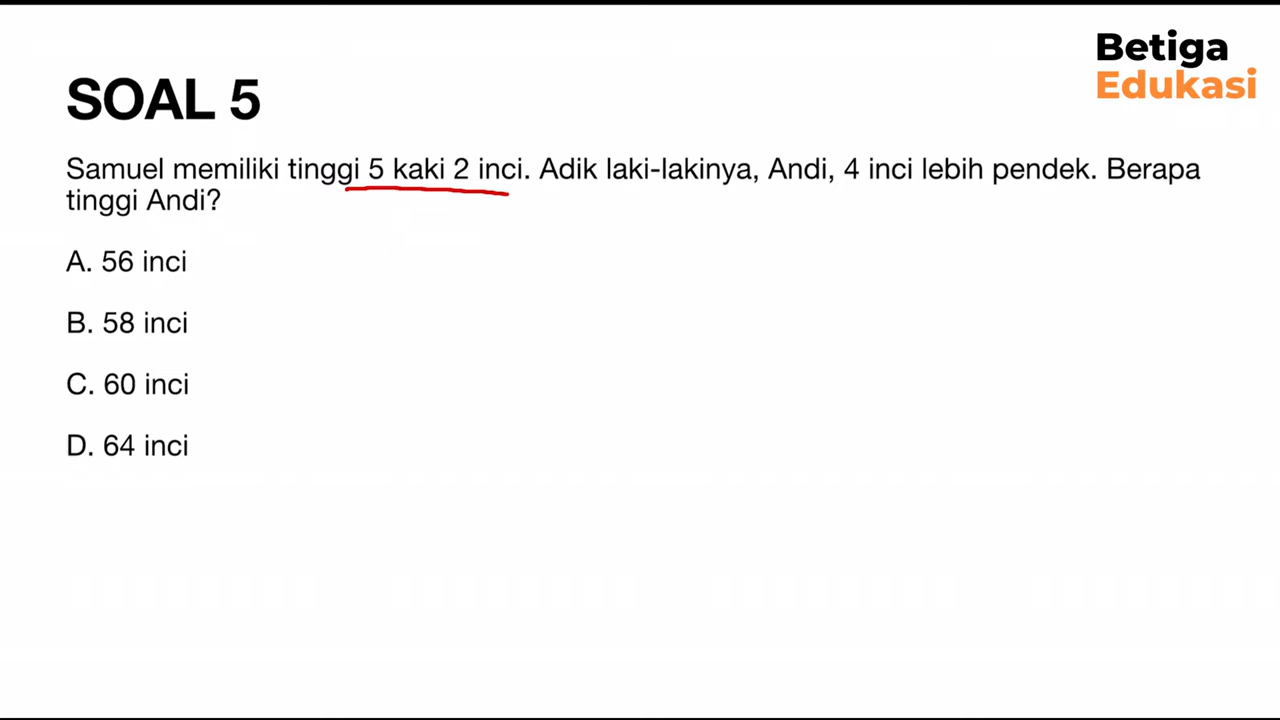 Betiga
Edukasi
SOAL 5
Samuel memiliki tinggi 5 kaki 2 inci. Adik laki-lakinya, Andi, 4 inci lebih pendek. Berapa
tinggi Andi?
A. 56 inci
B. 58 inci
C. 60 inci
D. 64 inci